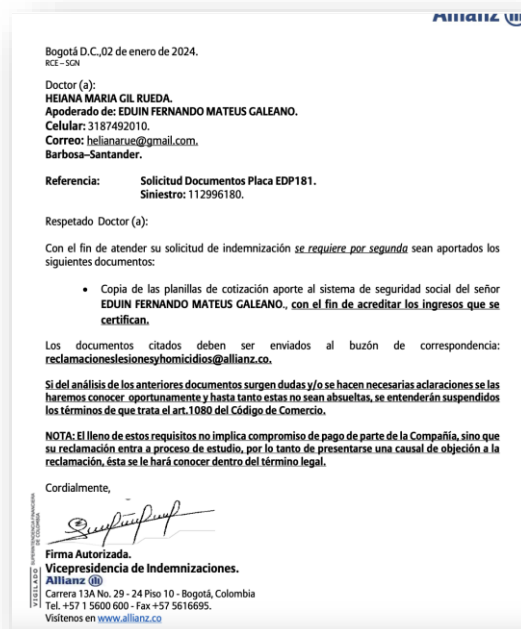 Allianz
Bogotá D.C.,02 de enero de 2024.
RCE – SGN
Doctor (a):
HEIANA MARIA GIL RUEDA.
Apoderado de: EDUIN FERNANDO MATEUS GALEANO.
Celular: 3187492010.
Correo: helianarue@gmail.com.
Barbosa–Santander.
Referencia: Solicitud Documentos Placa EDP181.
Siniestro: 112996180.
Respetado Doctor (a):
Con el fin de atender su solicitud de indemnización se requiere por segunda sean aportados los
siguientes documentos:
• Copia de las planillas de cotización aporte al sistema de seguridad social del señor
EDUIN FERNANDO MATEUS GALEANO., con el fin de acreditar los ingresos que se
certifican.
Los documentos citados deben ser enviados al buzón de correspondencia:
reclamacioneslesionesyhomicidios@allianz.co.
Si del análisis de los anteriores documentos surgen dudas y/o se hacen necesarias aclaraciones se las
haremos conocer oportunamente y hasta tanto estas no sean absueltas, se entenderán suspendidos
los términos de que trata el art.1080 del Código de Comercio.
NOTA: El lleno de estos requisitos no implica compromiso de pago de parte de la Compañía, sino que
su reclamación entra a proceso de estudio, por lo tanto de presentarse una causal de objeción a la
reclamación, ésta se le hará conocer dentro del término legal.
Cordialmente,
Firma Autorizada.
Vicepresidencia de Indemnizaciones.
Allianz
Carrera 13A No. 29 - 24 Piso 10 - Bogotá, Colombia
Tel. +57 1 5600 600 - Fax +57 5616695.
Visítenos en www.allianz.co
VIGILADO SUPERINTENDENCIA FINANCIERA
DE COLOMBIA